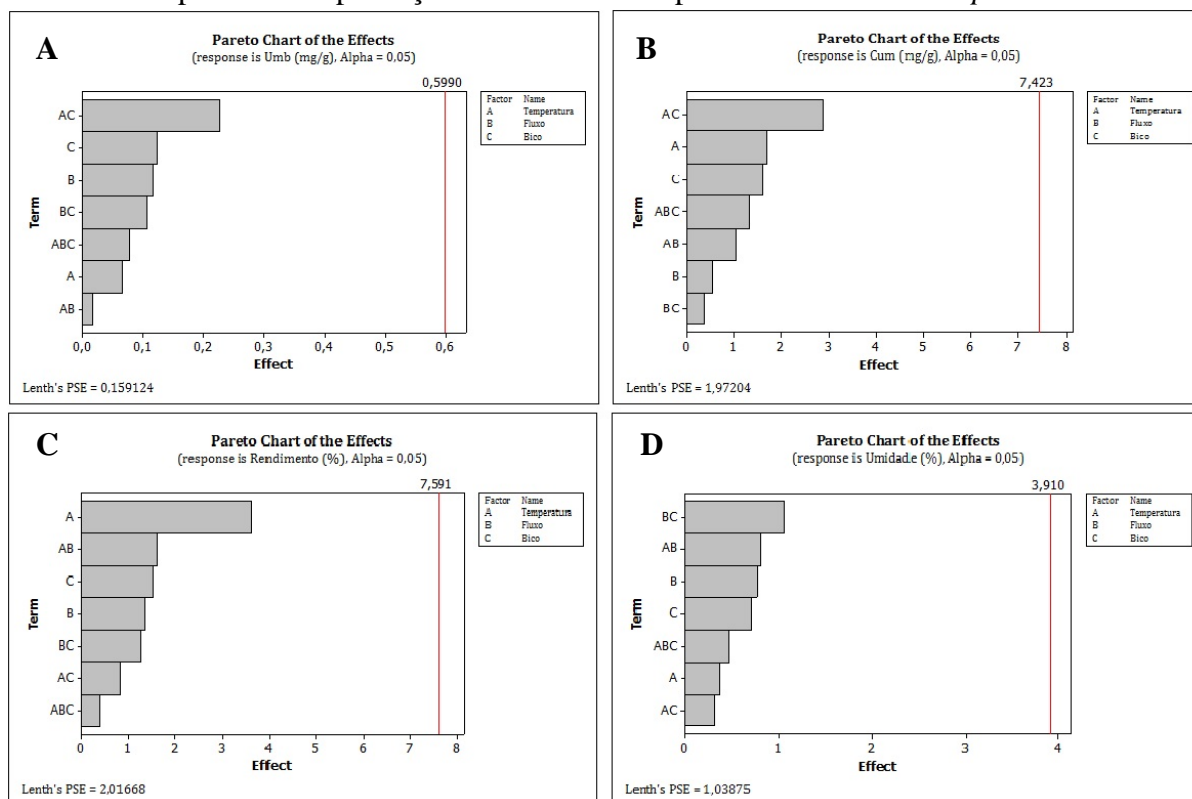 A
Pareto Chart of the Effects
(response is Umb (mg/g), Alpha = 0,05)
0,5990
Factor Name
A Temperatura
B Fluxo
C Bico
Term
AC
C
B
BC
ABC
A
AB
0,0 0,1 0,2 0,3 0,4 0,5 0,6
Effect
Lenth's PSE = 0,159124
B
Pareto Chart of the Effects
(response is Cum (mg/g), Alpha = 0,05)
7,423
Factor Name
A Temperatura
B Fluxo
C Bico
Term
AC
A
C
ABC
AB
B
BC
0 1 2 3 4 5 6 7 8
Effect
Lenth's PSE = 1,97204
C
Pareto Chart of the Effects
(response is Rendimento (%), Alpha = 0,05)
7,591
Factor Name
A Temperatura
B Fluxo
C Bico
Term
A
AB
C
B
BC
AC
ABC
0 1 2 3 4 5 6 7 8
Effect
Lenth's PSE = 2,01668
D
Pareto Chart of the Effects
(response is Umidade (%), Alpha = 0,05)
3,910
Factor Name
A Temperatura
B Fluxo
C Bico
Term
BC
AB
B
C
ABC
A
AC
0 1 2 3 4
Effect
Lenth's PSE = 1,03875